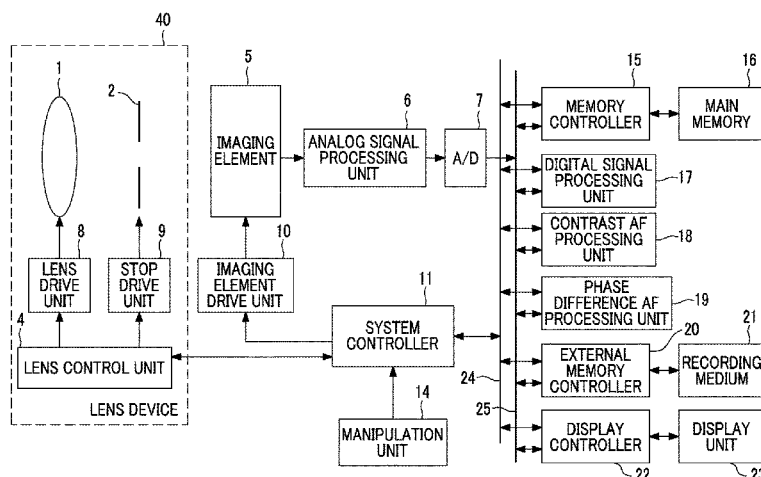 40
1
2
5
6
7
15
16
IMAGING
ELEMENT
ANALOG SIGNAL
PROCESSING
UNIT
A/D
MEMORY
CONTROLLER
MAIN
MEMORY
DIGITAL SIGNAL
PROCESSING
UNIT
17
8
9
10
CONTRAST AF
PROCESSING
UNIT
18
LENS
DRIVE UNIT
STOP DRIVE
UNIT
IMAGING
ELEMENT
DRIVE UNIT
11
PHASE
DIFFERENCE AF
PROCESSING UNIT
19
4
LENS CONTROL UNIT
SYSTEM
CONTROLLER
20
21
24
EXTERNAL
MEMORY
CONTROLLER
RECORDING
MEDIUM
LENS DEVICE
14
25
MANIPULATION
UNIT
DISPLAY
CONTROLLER
DISPLAY
UNIT
22
23